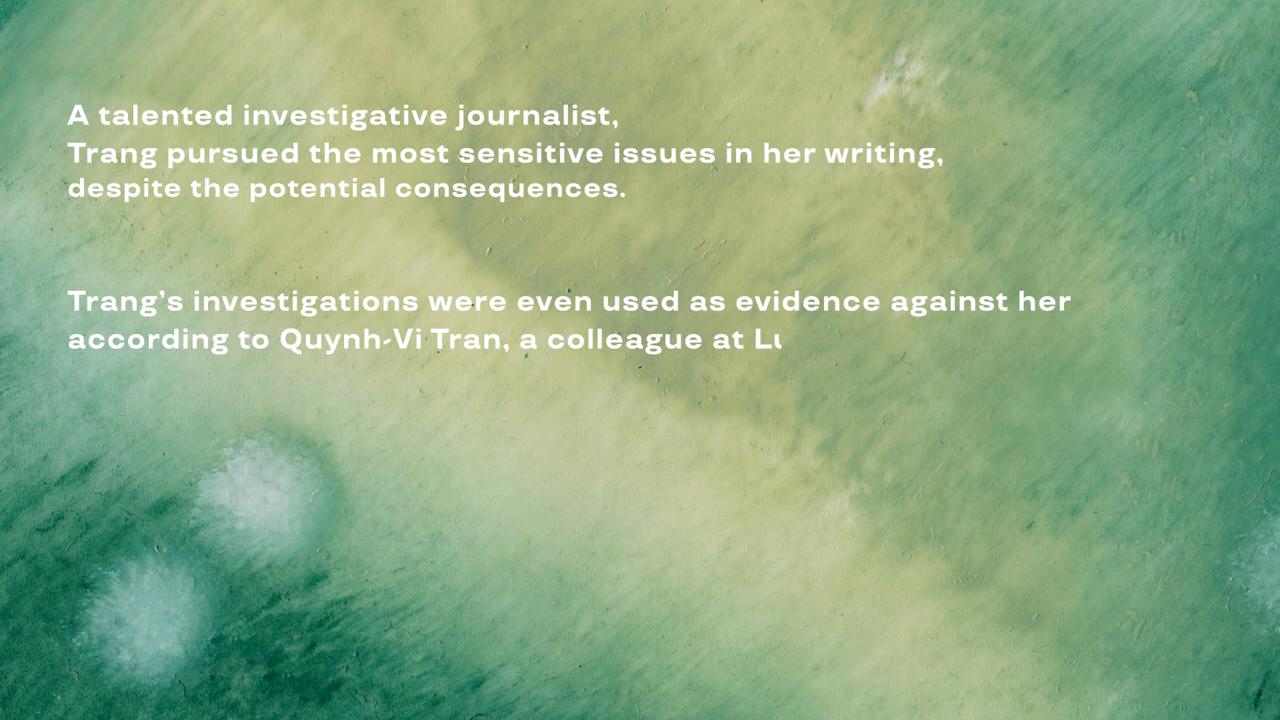 A talented investigative journalist,
Trang pursued the most sensitive issues in her writing,
despite the potential consequences.
Trang’s investigations were even used as evidence against her
according to Quynh-Vi Tran, a colleague at